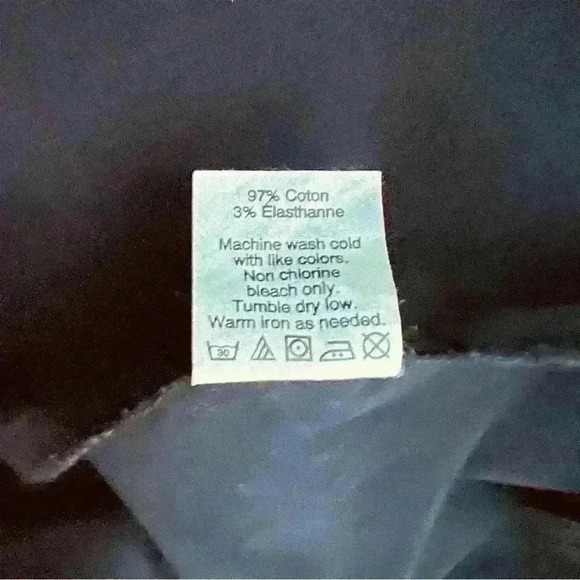 97% Coton
3% Elasthanne
Machine wash cold
with like colors.
Non chlorine
bleach only.
Tumble dry low.
Warm iron as needed.
30